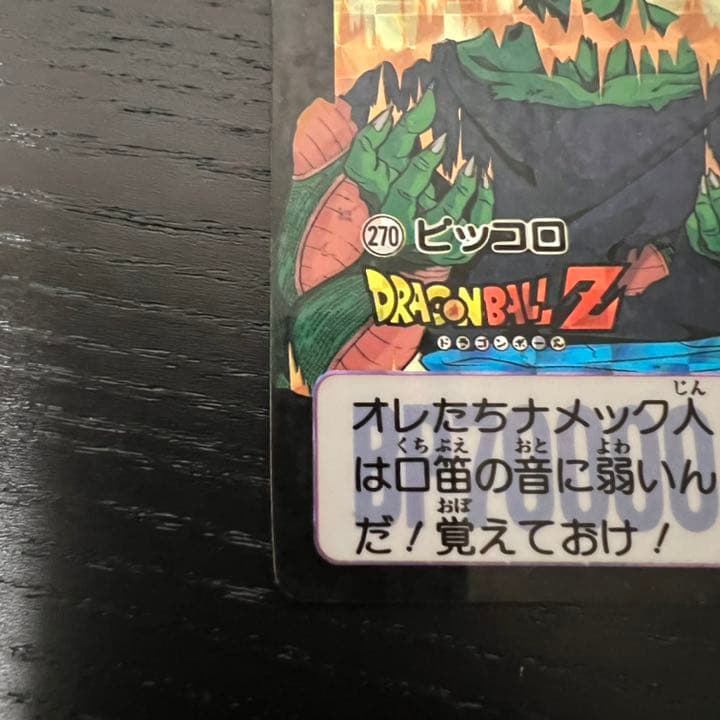 270 ピッコロ
DRAGON BALL Z
ドラゴンボール
じん
オレたちナメック人
くちぶえ おと よわ
は口笛の音に弱いん
おぼ
だ!覚えておけ!